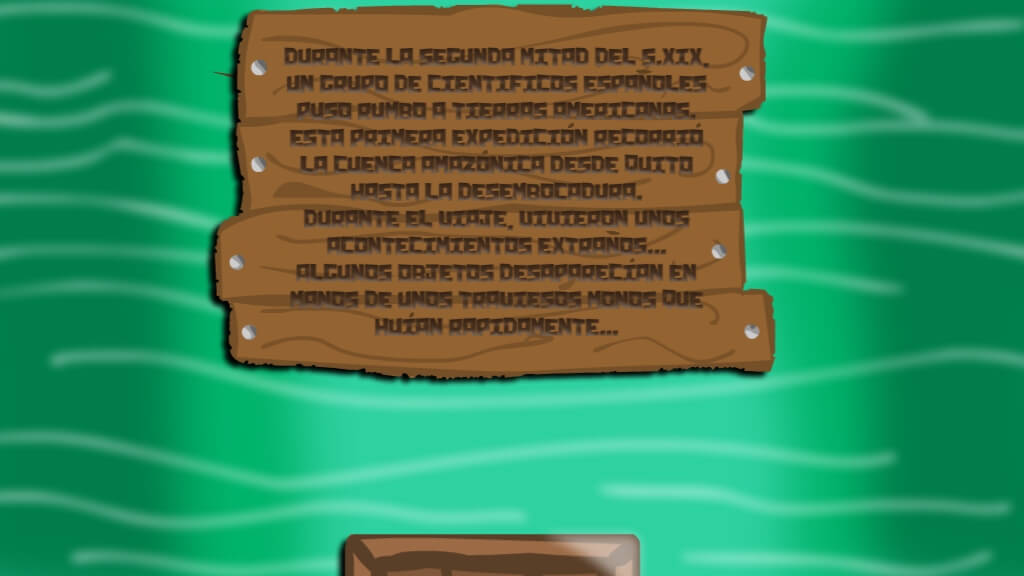 DURANTE LA SEGUNDA MITAD DEL S.XIX,
UN GRUPO DE CIENTIFICOS ESPAÑOLES
PUSO RUMBO A TIERRAS AMERICANAS.
ESTA PRIMERA EXPEDICIÓN RECORRIÓ
LA CUENCA AMAZÓNICA DESDE QUITO
HASTA LA DESEMBOCADURA.
DURANTE EL VIAJE, VIVIERON UNOS
ACONTECIMIENTOS EXTRAÑOS...
ALGUNOS OBJETOS DESAPARECÍAN EN
MANOS DE UNOS TRAVIESOS MONOS QUE
HUÍAN RAPIDAMENTE...